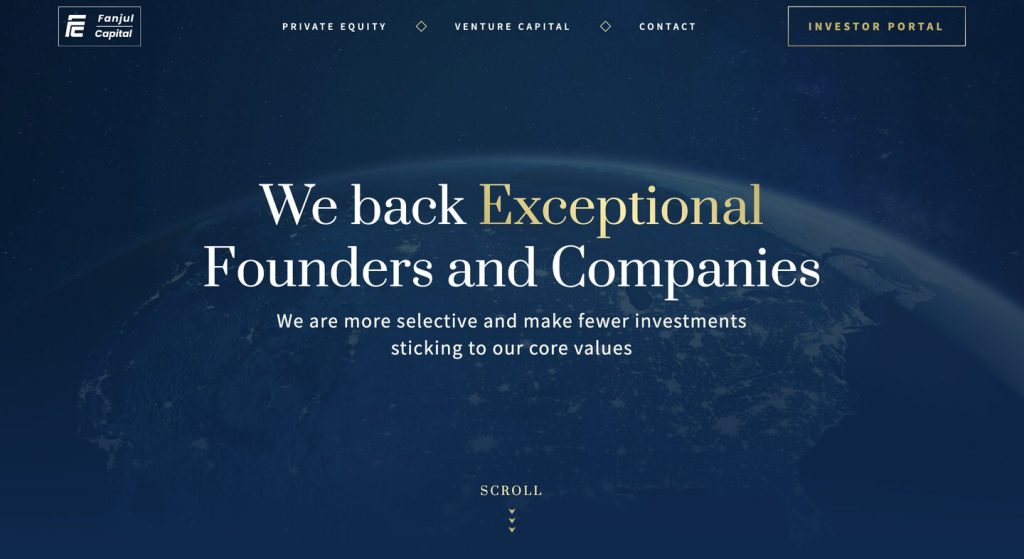 Fanjul
Capital
PRIVATE EQUITY
VENTURE CAPITAL
CONTACT
INVESTOR PORTAL
We back Exceptional
Founders and Companies
We are more selective and make fewer investments
sticking to our core values
SCROLL